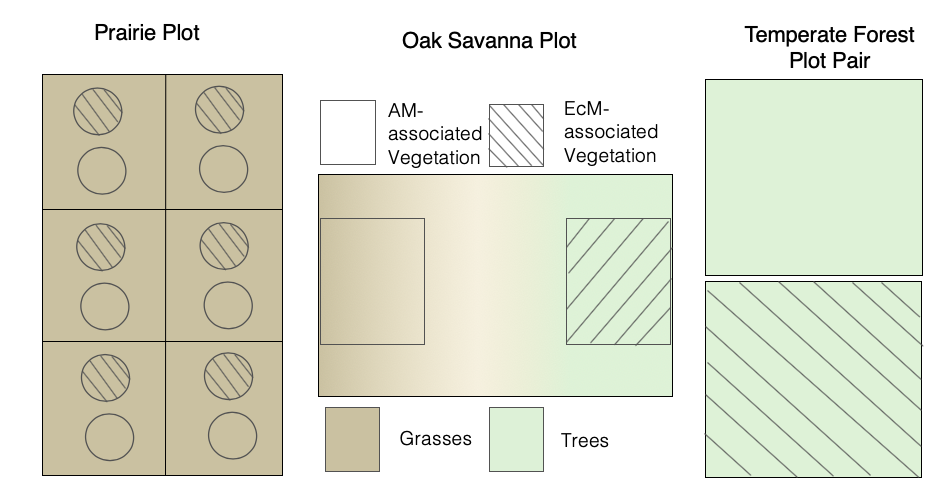 Prairie Plot
Oak Savanna Plot
Temperate Forest
Plot Pair
AM-
associated
Vegetation
EcM-
associated
Vegetation
Grasses
Trees